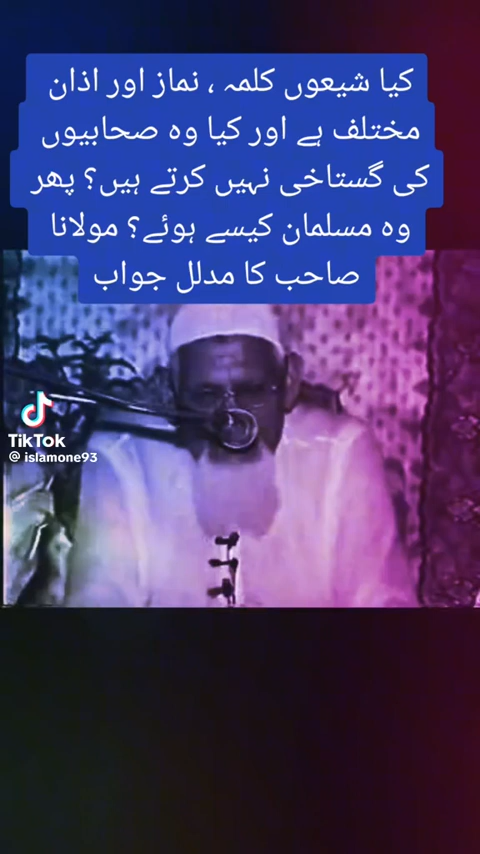 کیا شیعوں کلمہ ، نماز اور اذان
مختلف ہے اور کیا وہ صحابیوں
کی گستاخی نہیں کرتے ہیں؟ پھر
وہ مسلمان کیسے ہوئے؟ مولانا
صاحب کا مدلل جواب
TikTok
@ islamone93